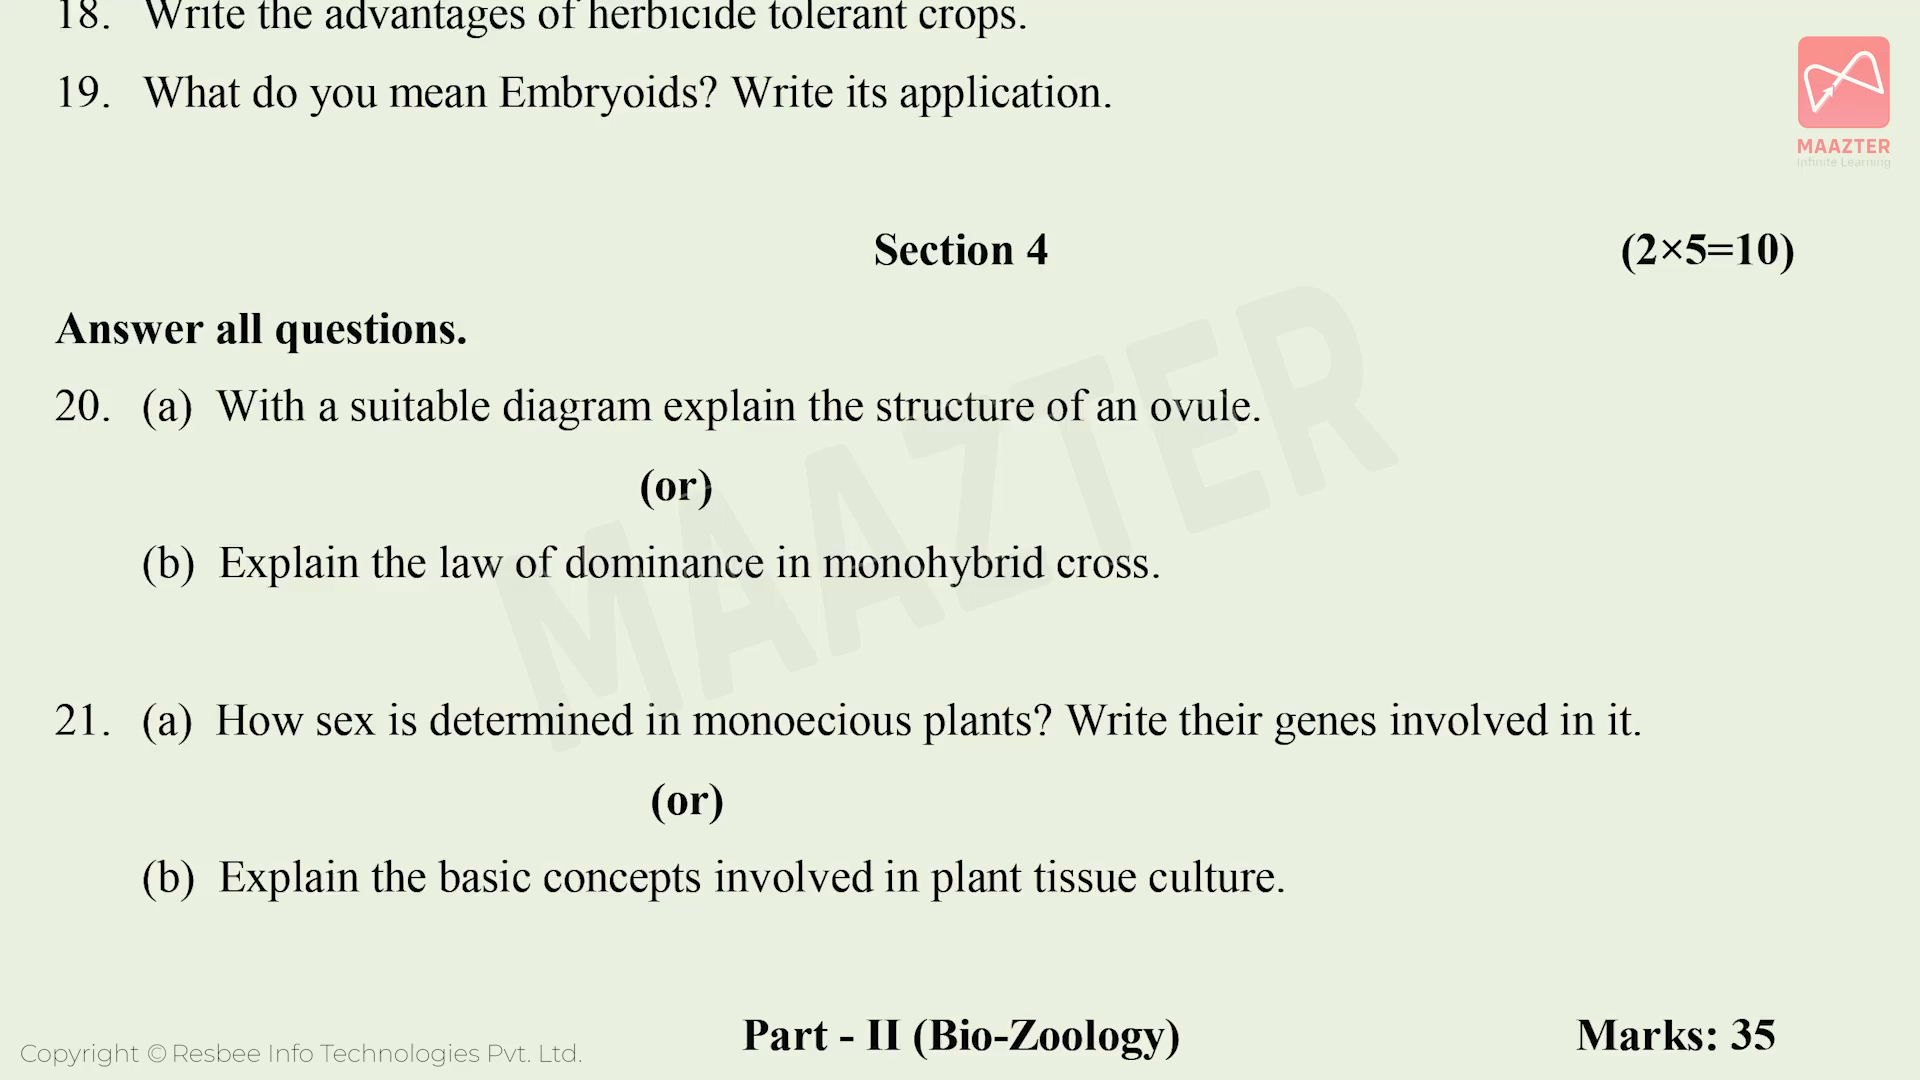 18. Write the advantages of herbicide tolerant crops.
19. What do you mean Embryoids? Write its application.
MAAZTER
Infinite Learning
Section 4 (2×5=10)
Answer all questions.
20. (a) With a suitable diagram explain the structure of an ovule.
(or)
(b) Explain the law of dominance in monohybrid cross.
MAAZTER
21. (a) How sex is determined in monoecious plants? Write their genes involved in it.
(or)
(b) Explain the basic concepts involved in plant tissue culture.
Part - II (Bio-Zoology) Marks: 35
Copyright © Resbee Info Technologies Pvt. Ltd.